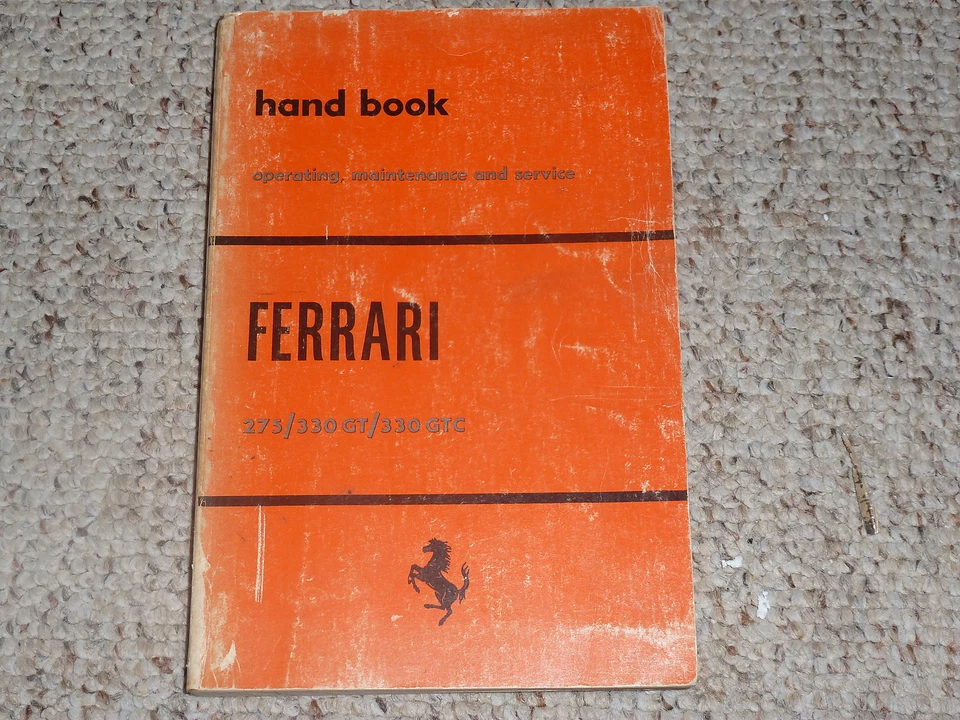 hand book
operating, maintenance and service
FERRARI
275/330 GT/330 GTC